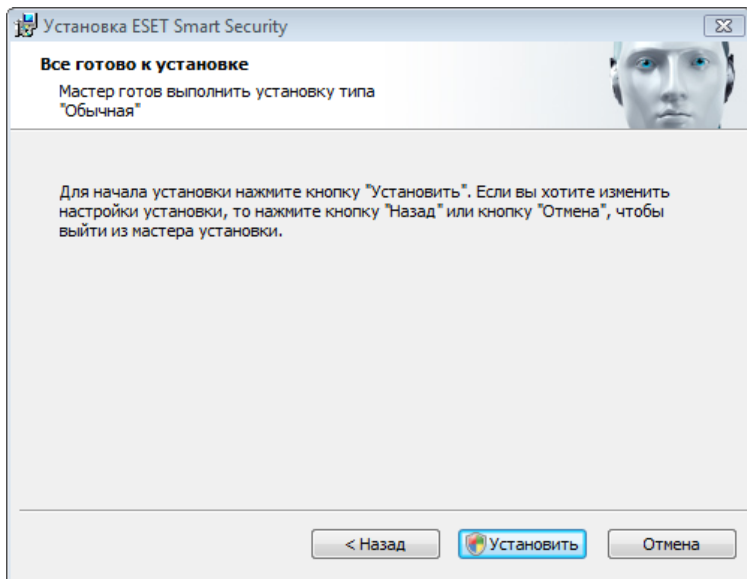 Установка ESET Smart Security
Все готово к установке
Мастер готов выполнить установку типа
"Обычная"
Для начала установки нажмите кнопку "Установить". Если вы хотите изменить
настройки установки, то нажмите кнопку "Назад" или кнопку "Отмена", чтобы
выйти из мастера установки.
< Назад
Установить
Отмена